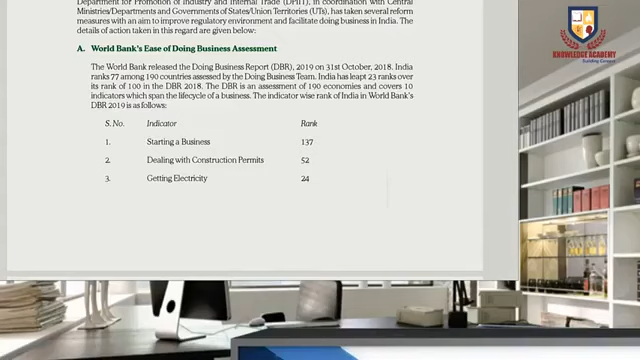 Department for Promotion of Industry and Internal Trade (DPIIT), in coordination with Central
Ministries/Departments and Governments of States/Union Territories (UTs), has taken several reform
measures with an aim to improve regulatory environment and facilitate doing business in India. The
details of action taken in this regard are given below:
A. World Bank's Ease of Doing Business Assessment
The World Bank released the Doing Business Report (DBR), 2019 on 31st October, 2018. India
ranks 77 among 190 countries assessed by the Doing Business Team. India has leapt 23 ranks over
its rank of 100 in the DBR 2018. The DBR is an assessment of 190 economies and covers 10
indicators which span the lifecycle of a business. The indicator wise rank of India in World Bank's
DBR 2019 is as follows:
S. No. Indicator Rank
1. Starting a Business 137
2. Dealing with Construction Permits 52
3. Getting Electricity 24
KNOWLEDGE ACADEMY